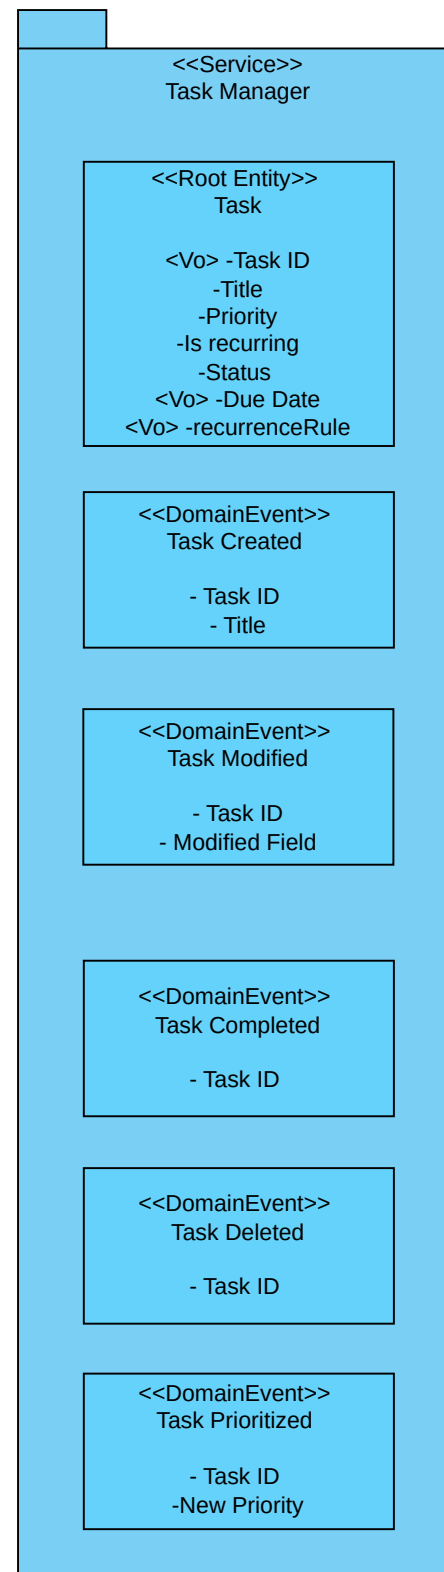 <<Service>>
Task Manager
<<Root Entity>>
Task
<Vo> -Task ID
-Title
-Priority
-Is recurring
-Status
<Vo> -Due Date
<Vo> -recurrenceRule
<<DomainEvent>>
Task Created
- Task ID
- Title
<<DomainEvent>>
Task Modified
- Task ID
- Modified Field
<<DomainEvent>>
Task Completed
- Task ID
<<DomainEvent>>
Task Deleted
- Task ID
<<DomainEvent>>
Task Prioritized
- Task ID
-New Priority